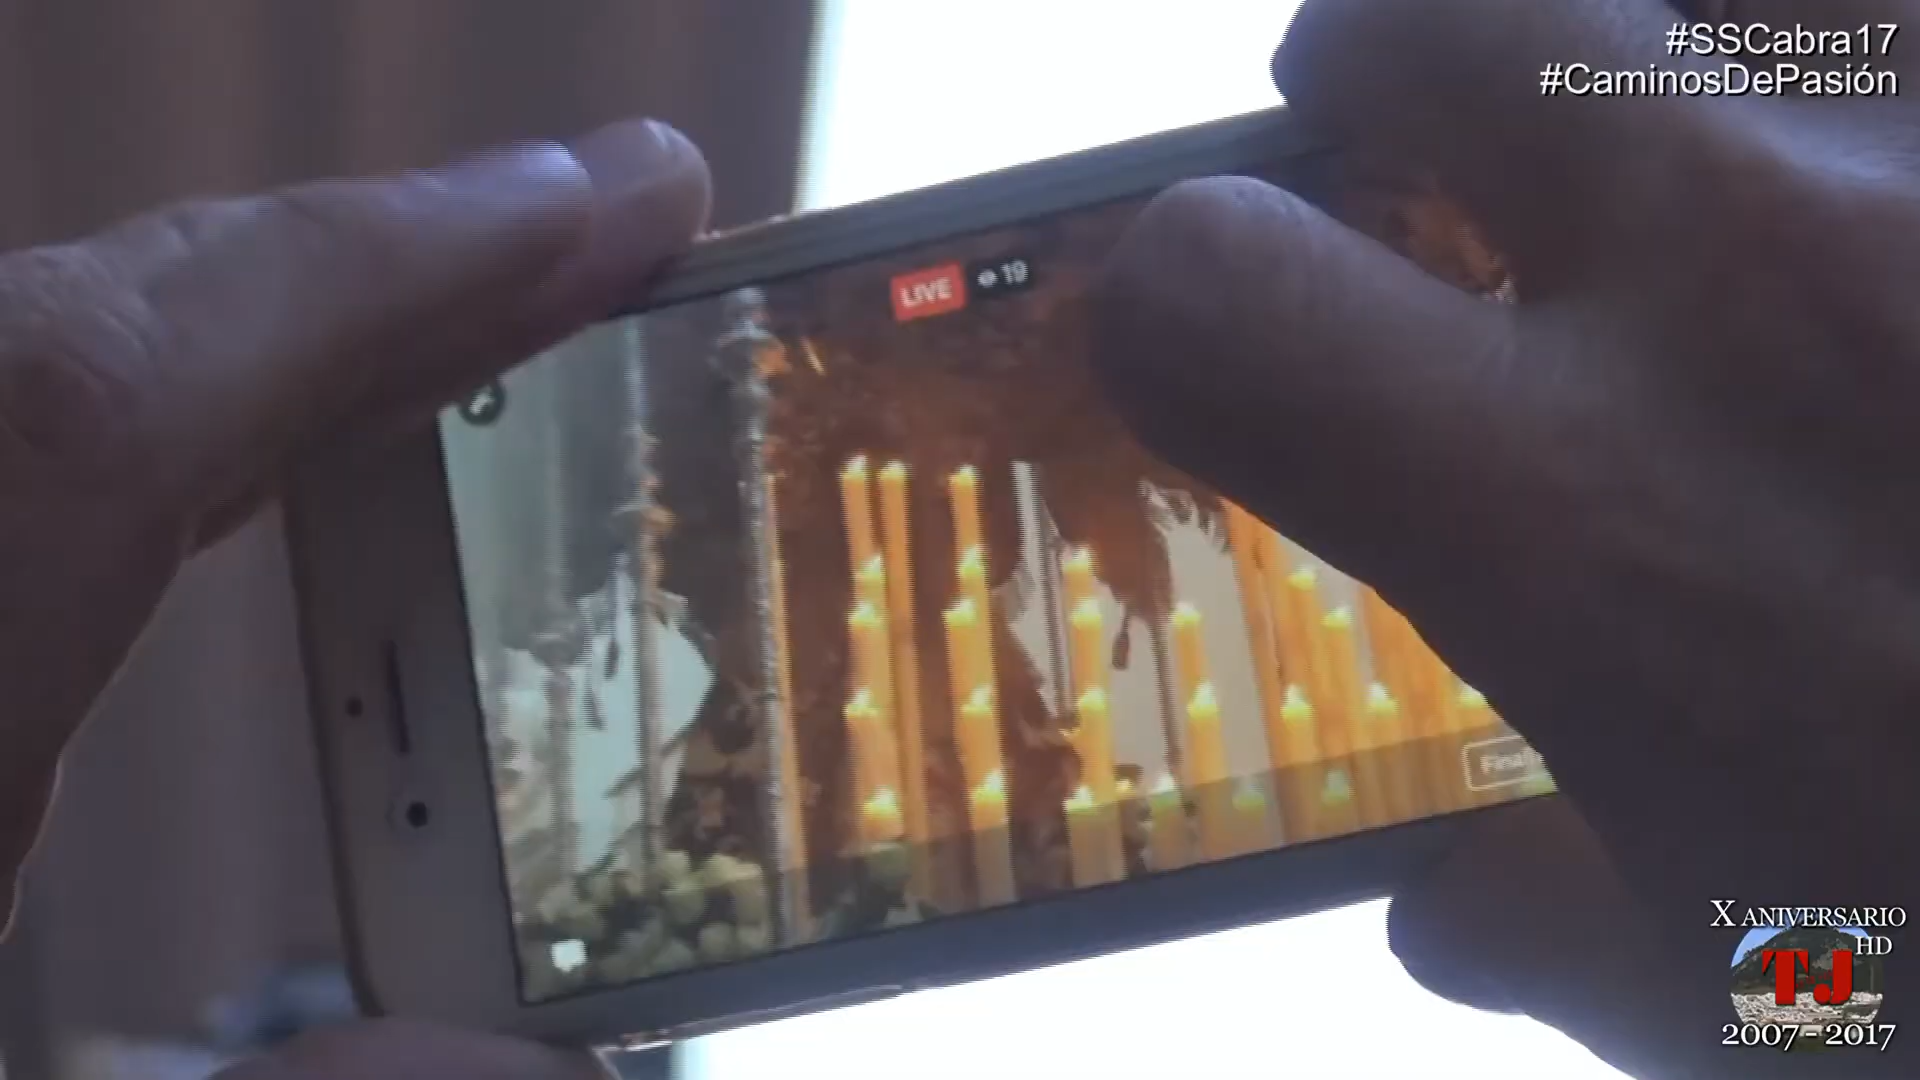 #SSCabra17
#CaminosDePasión
LIVE 19
X ANIVERSARIO
HD
TJ
2007-2017